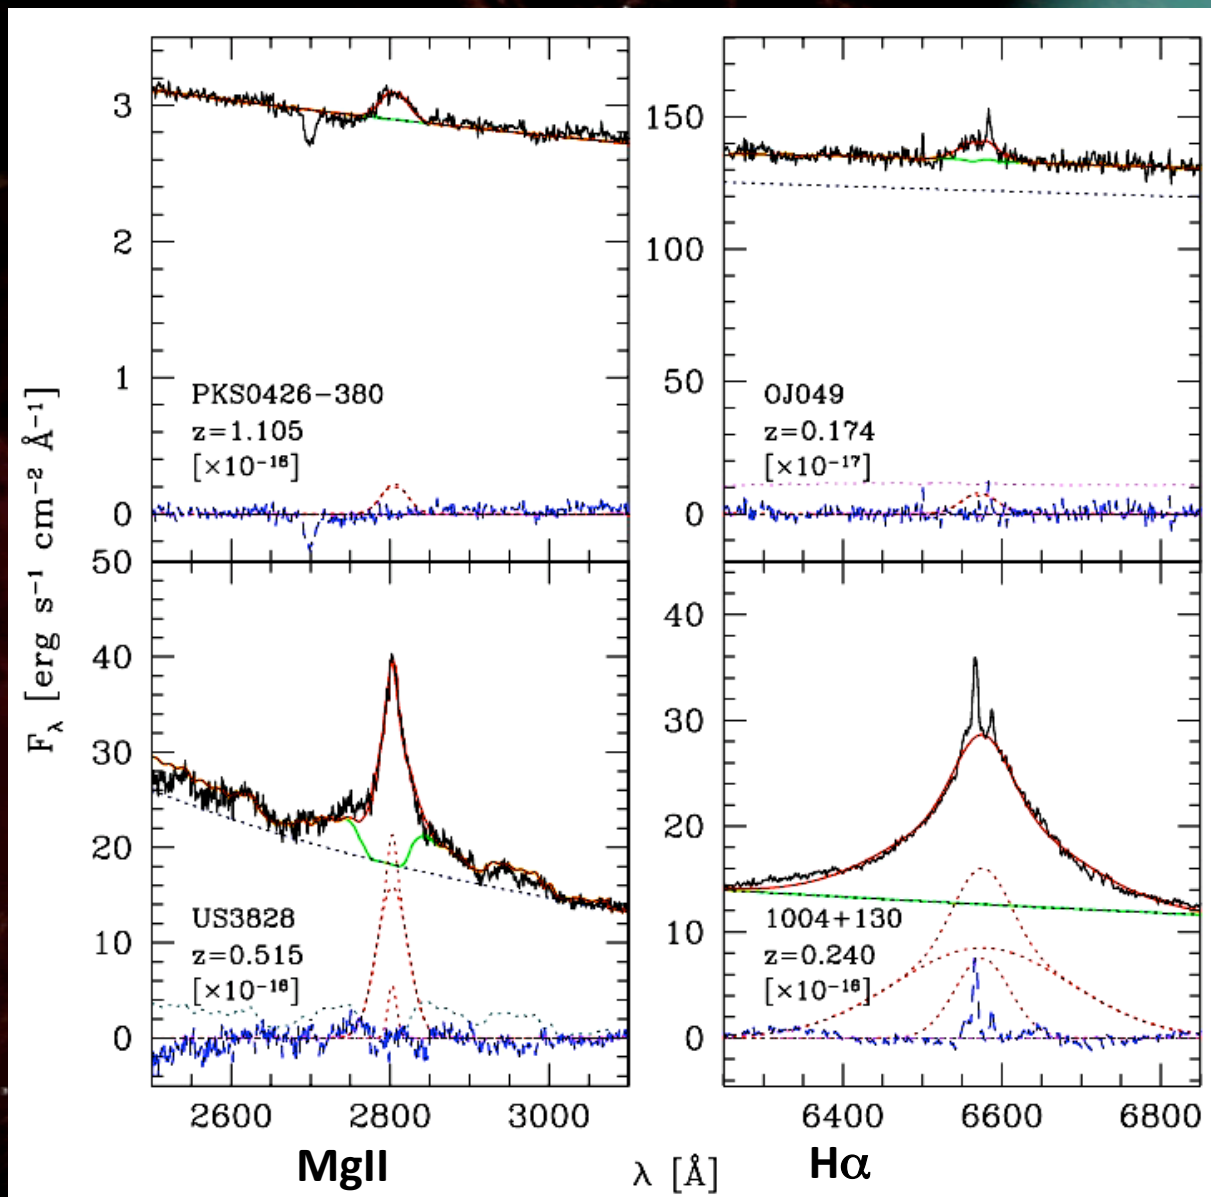 3
2
1
0
PKS0426-380
z=1.105
[×10⁻¹⁶]
150
100
50
0
OJ049
z=0.174
[×10⁻¹⁷]
F_λ [erg s⁻¹ cm⁻² Å⁻¹]
50
40
30
20
10
0
US3828
z=0.515
[×10⁻¹⁶]
2600 2800 3000
40
30
20
10
0
1004+130
z=0.240
[×10⁻¹⁶]
6400 6600 6800
MgII
λ [Å]
Hα